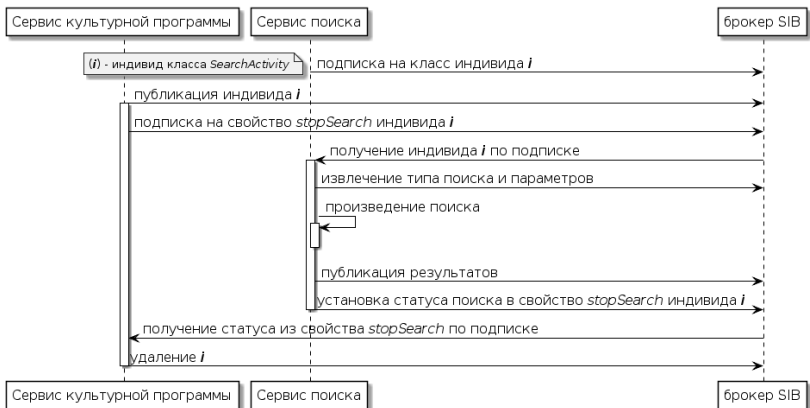 Сервис культурной программы
Сервис поиска
брокер SIB
(i) - индивид класса SearchActivity
подписка на класс индивида i
публикация индивида i
подписка на свойство stopSearch индивида i
получение индивида i по подписке
извлечение типа поиска и параметров
произведение поиска
публикация результатов
установка статуса поиска в свойство stopSearch индивида i
получение статуса из свойства stopSearch по подписке
удаление i
Сервис культурной программы
Сервис поиска
брокер SIB